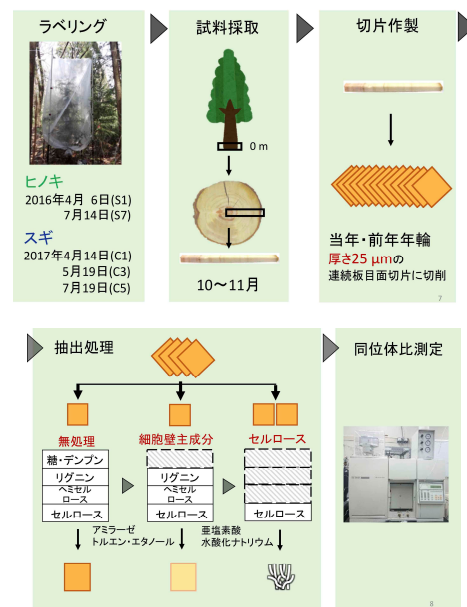 ラベリング
ヒノキ
2016年4月 6日(S1)
7月14日(S7)
スギ
2017年4月14日(C1)
5月19日(C3)
7月19日(C5)
試料採取
0 m
10～11月
切片作製
当年・前年年輪
厚さ25 μmの
連続板目面切片に切削
7
抽出処理
無処理
細胞壁主成分
セルロース
糖・デンプン
リグニン
ヘミセル
ロース
セルロース
リグニン
ヘミセル
ロース
セルロース
セルロース
アミラーゼ
トルエン・エタノール
亜塩素酸
水酸化ナトリウム
同位体比測定
8